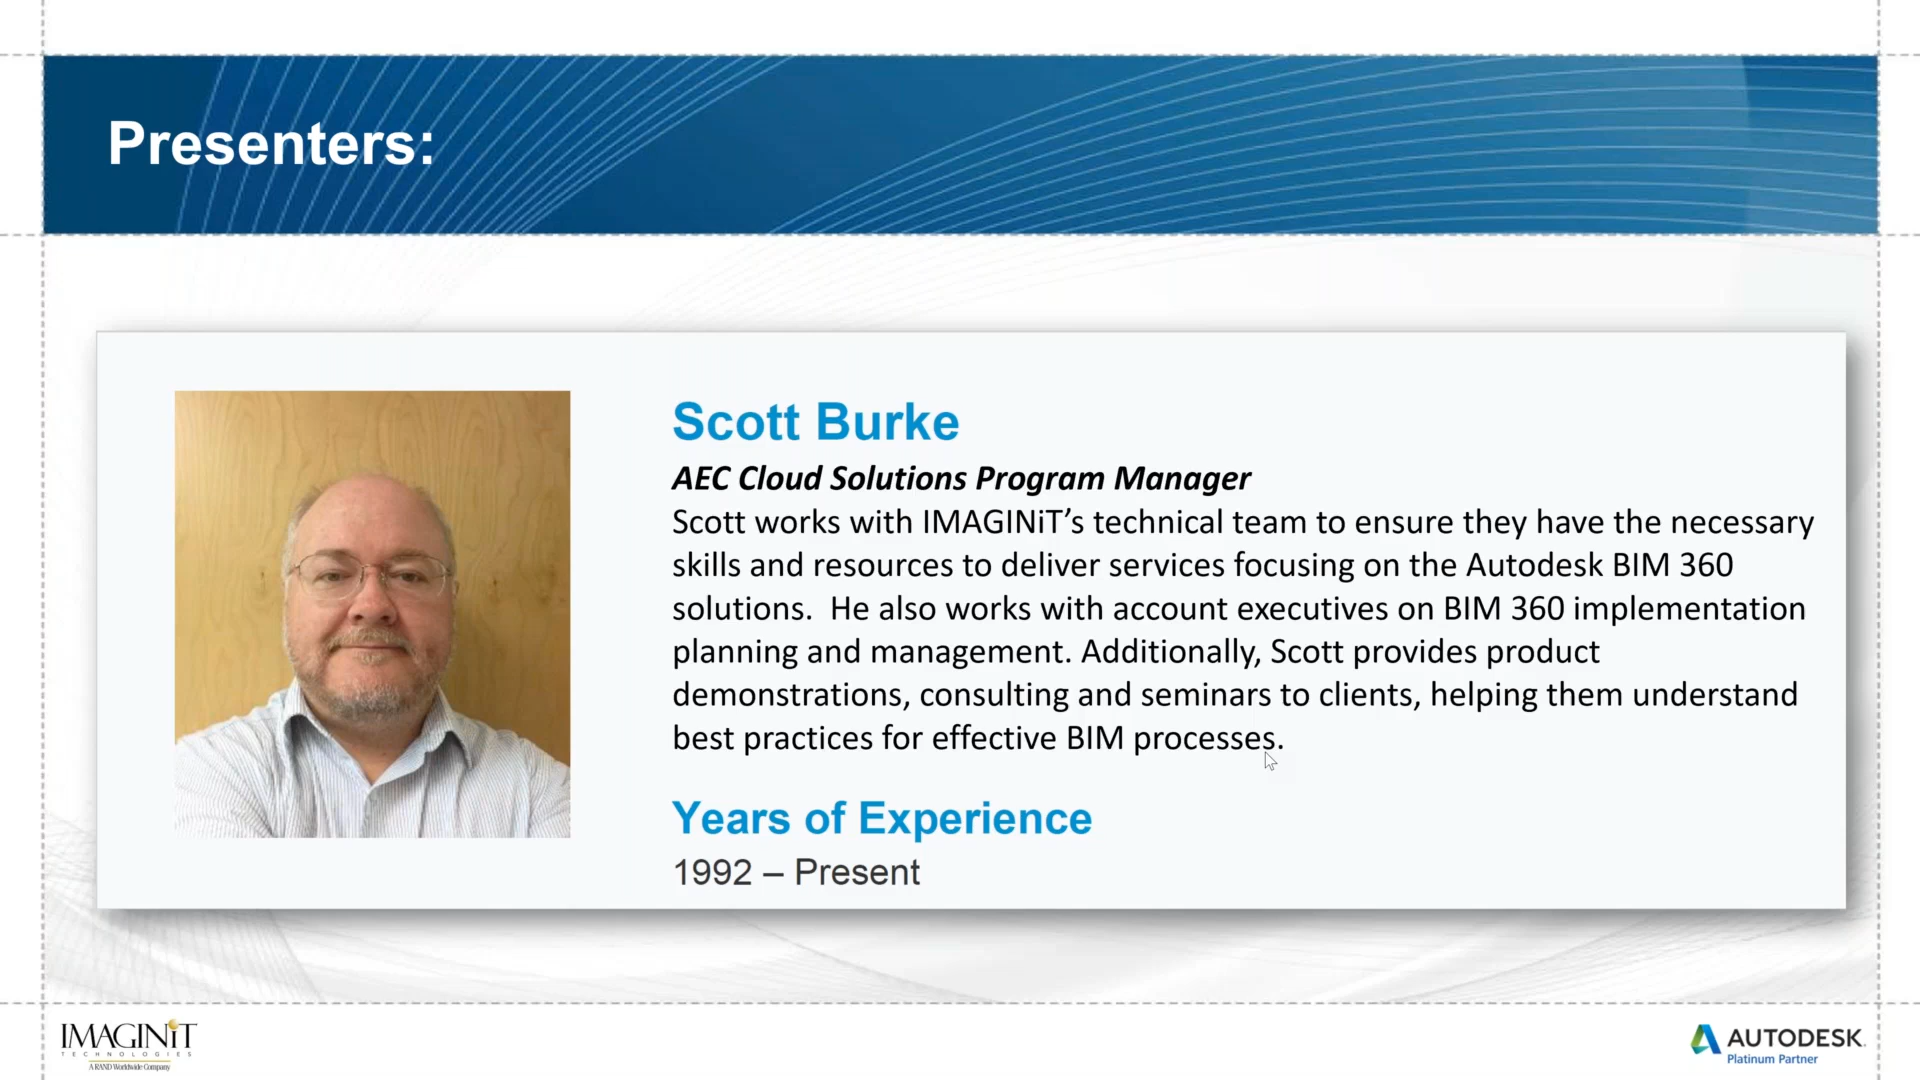 Presenters:
Scott Burke
AEC Cloud Solutions Program Manager
Scott works with IMAGINiT’s technical team to ensure they have the necessary
skills and resources to deliver services focusing on the Autodesk BIM 360
solutions.  He also works with account executives on BIM 360 implementation
planning and management. Additionally, Scott provides product
demonstrations, consulting and seminars to clients, helping them understand
best practices for effective BIM processes.
Years of Experience
1992 – Present
IMAGINiT
TECHNOLOGIES
A RAND Worldwide Company
AUTODESK.
Platinum Partner